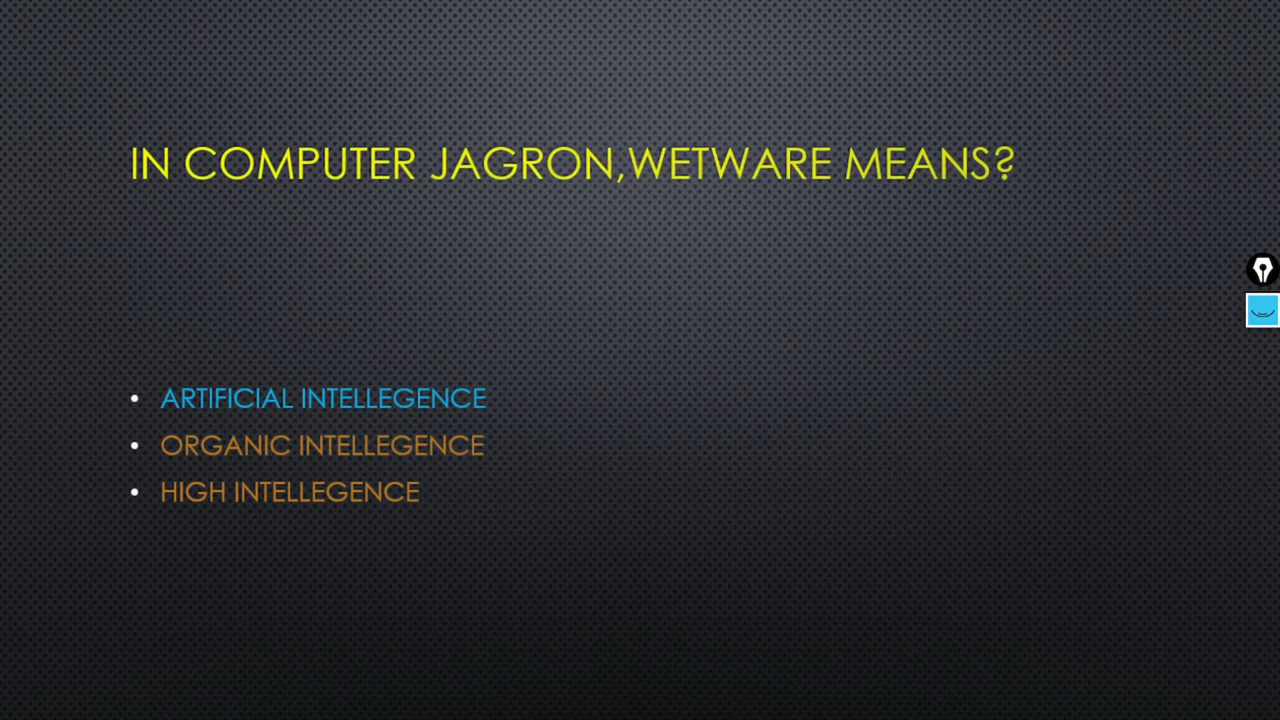 IN COMPUTER JAGRON,WETWARE MEANS?
• ARTIFICIAL INTELLEGENCE
• ORGANIC INTELLEGENCE
• HIGH INTELLEGENCE